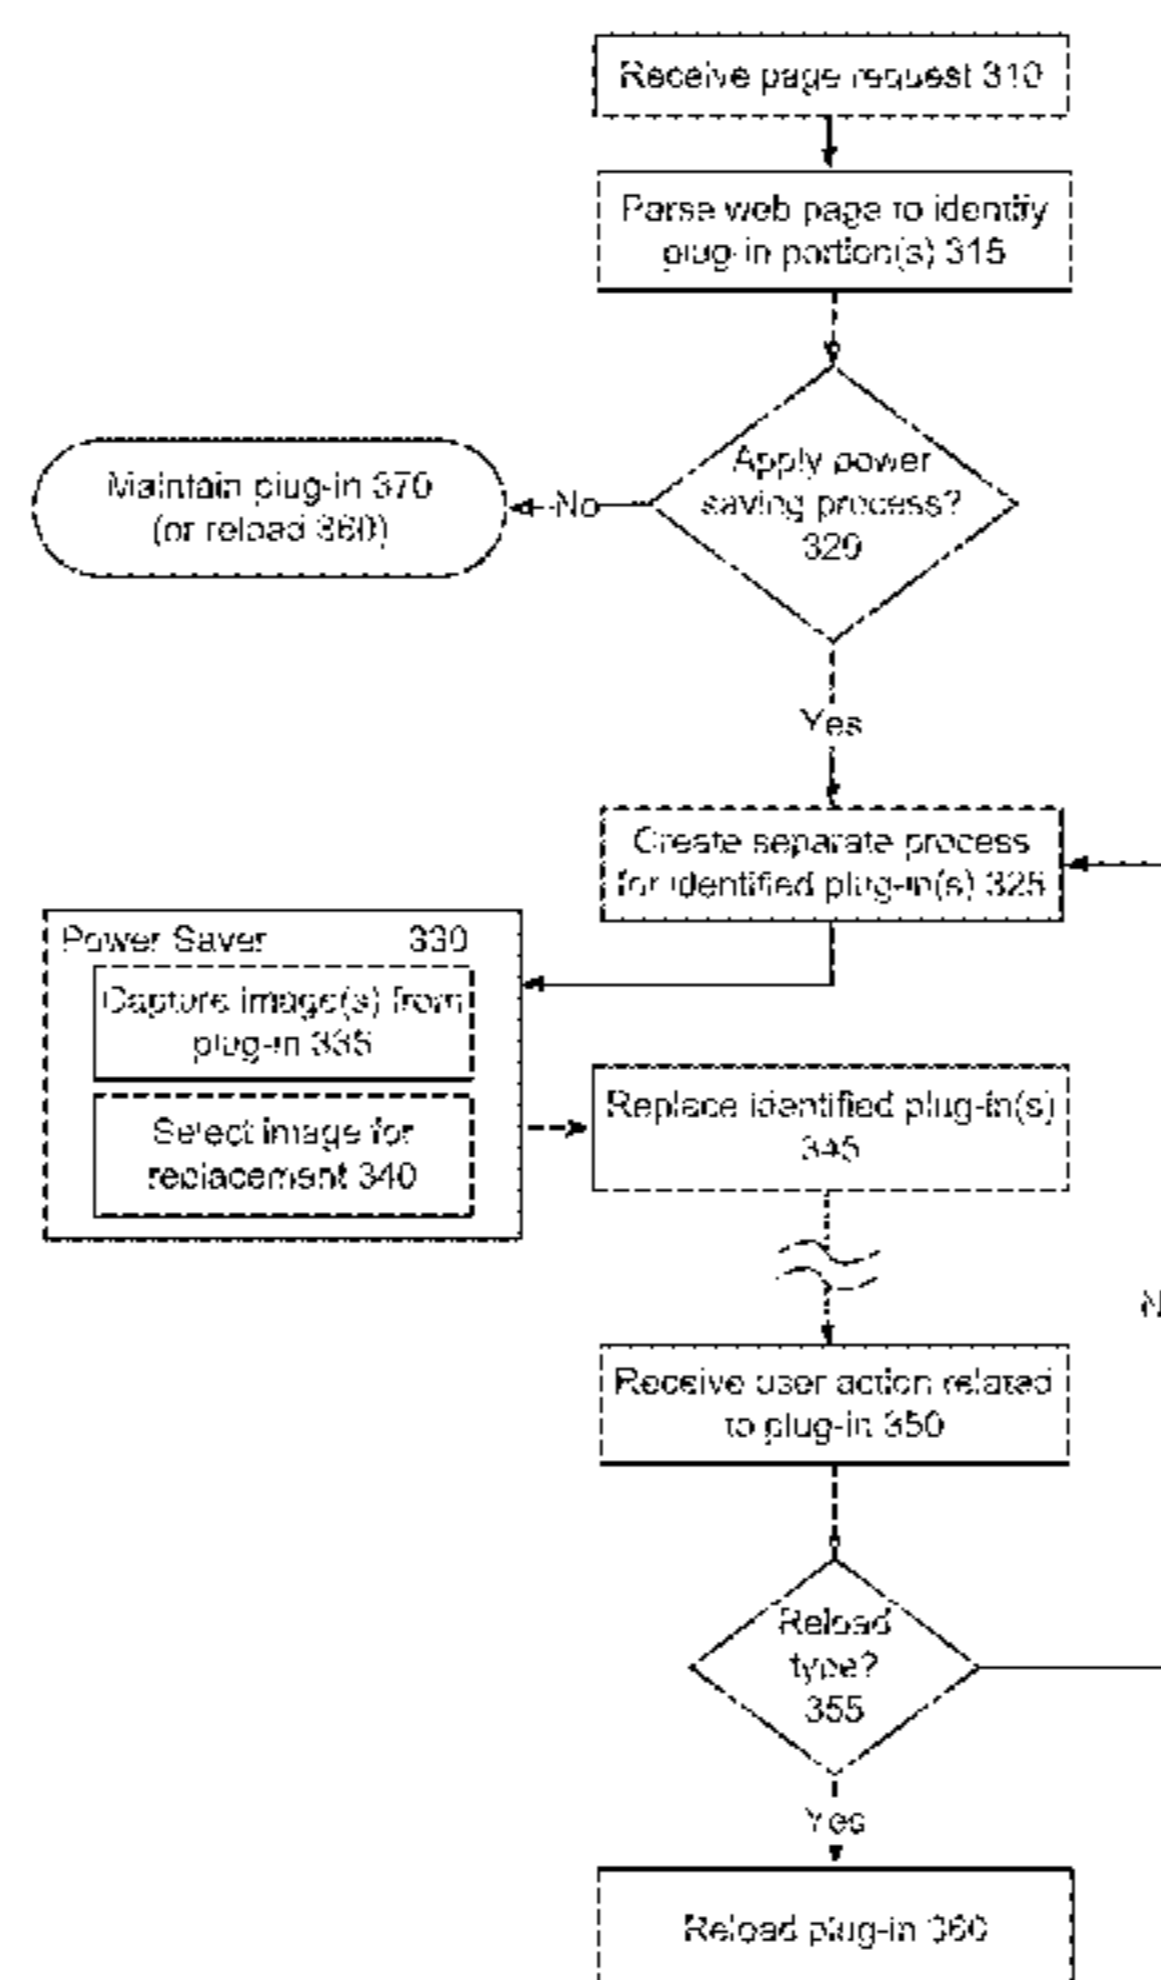 Receive page request 310
Parse web page to identify
plug-in portion(s) 315
Apply power
saving process?
320
No
Maintain plug-in 370
(or reload 360)
Yes
Create separate process
for identified plug-in(s) 325
Power Saver 330
Capture image(s) from
plug-in 335
Select image for
replacement 340
Replace identified plug-in(s)
345
Receive user action related
to plug-in 350
Reload
type?
355
Yes
Reload plug-in 360